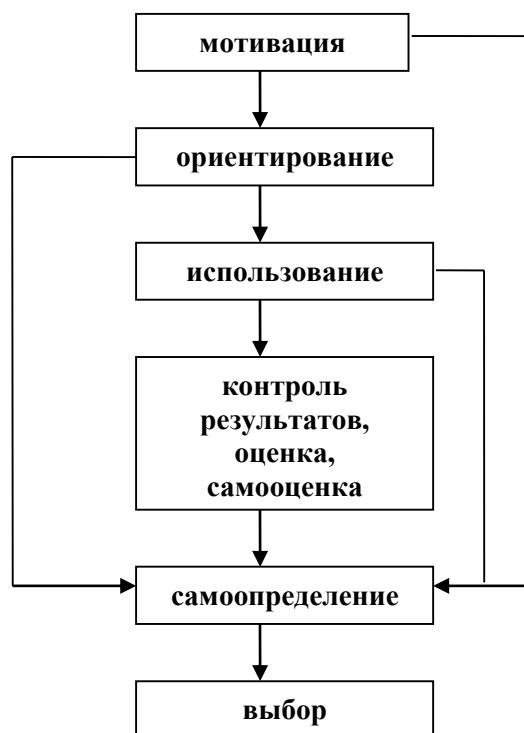 мотивация
ориентирование
использование
контроль
результатов,
оценка,
самооценка
самоопределение
выбор